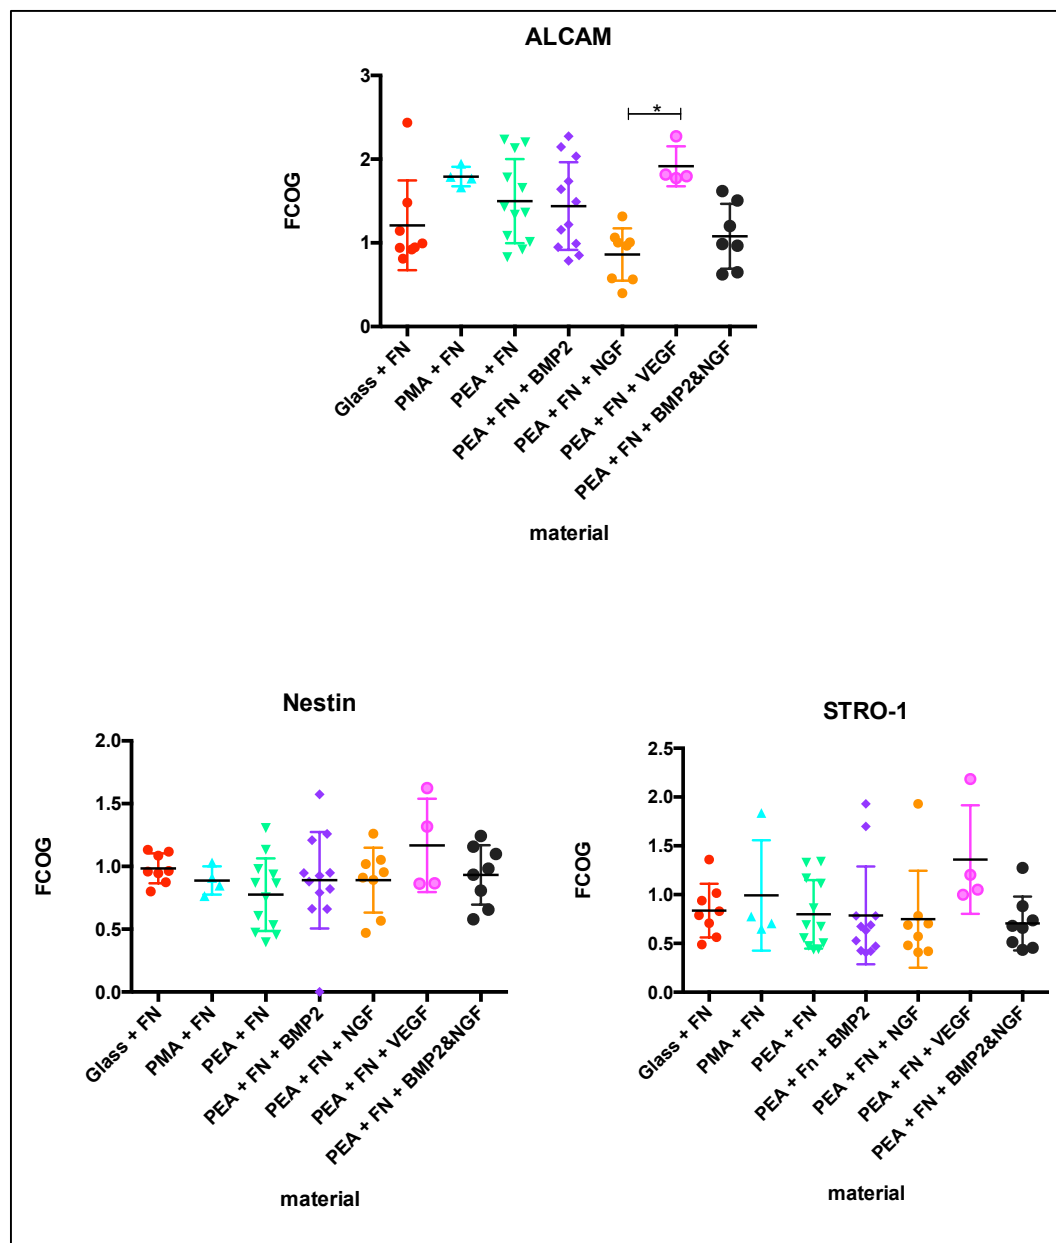 ALCAM
3
2
1
0
FCOG
*
Glass + FN
PMA + FN
PEA + FN
PEA + FN + BMP2
PEA + FN + NGF
PEA + FN + VEGF
PEA + FN + BMP2&NGF
material
Nestin
2.0
1.5
1.0
0.5
0.0
FCOG
Glass + FN
PMA + FN
PEA + FN
PEA + FN + BMP2
PEA + FN + NGF
PEA + FN + VEGF
PEA + FN + BMP2&NGF
material
STRO-1
2.5
2.0
1.5
1.0
0.5
0.0
FCOG
Glass + FN
PMA + FN
PEA + FN
PEA + Fn + BMP2
PEA + FN + NGF
PEA + FN + VEGF
PEA + FN + BMP2&NGF
material